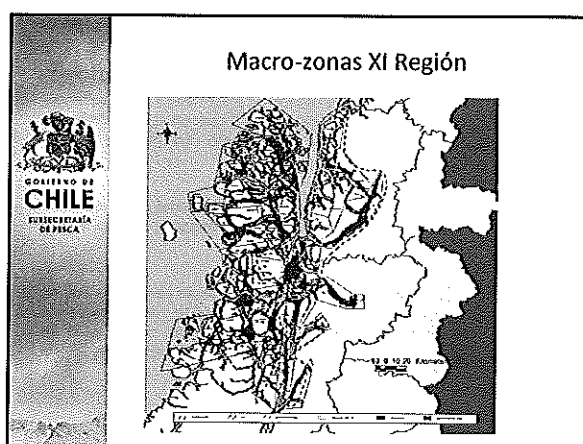 Macro-zonas XI Región
GOBIERNO DE
CHILE
SUBSECRETARÍA
DE PESCA